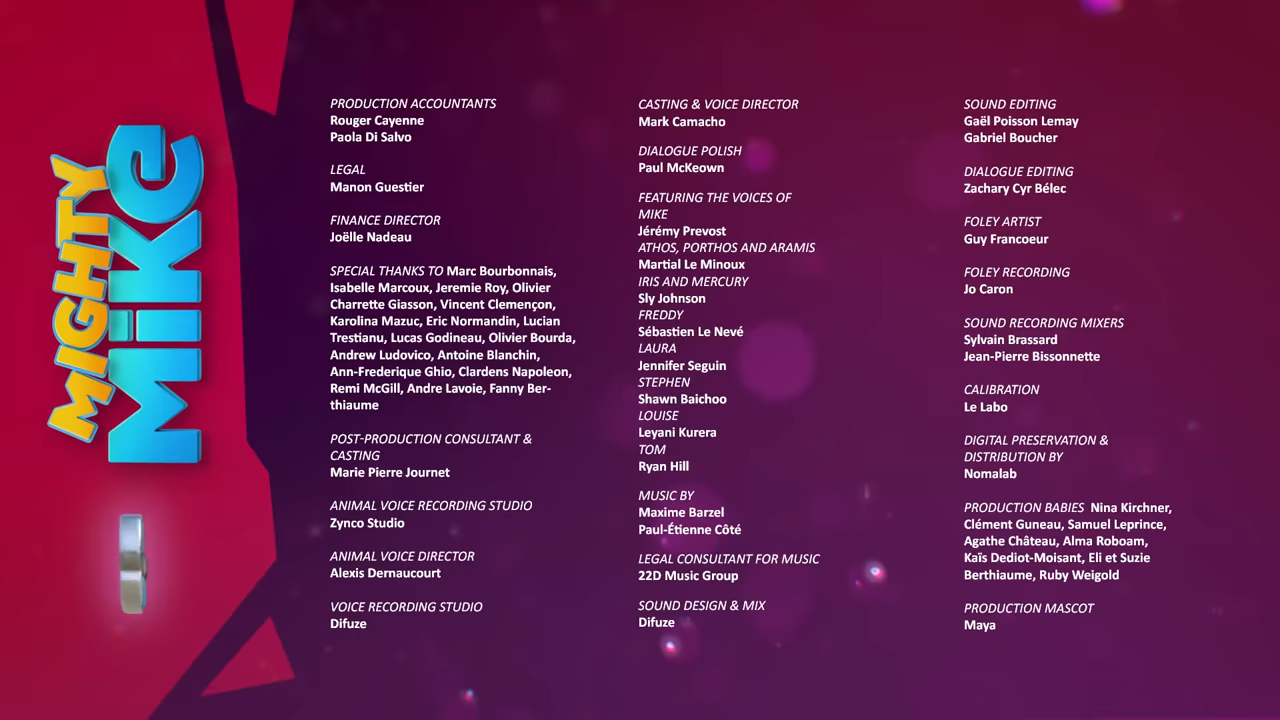 MIGHTY
MIKE
PRODUCTION ACCOUNTANTS
Rouger Cayenne
Paola Di Salvo
LEGAL
Manon Guestier
FINANCE DIRECTOR
Joëlle Nadeau
SPECIAL THANKS TO Marc Bourbonnais,
Isabelle Marcoux, Jeremie Roy, Olivier
Charrette Giasson, Vincent Clemençon,
Karolina Mazuc, Eric Normandin, Lucian
Trestianu, Lucas Godineau, Olivier Bourda,
Andrew Ludovico, Antoine Blanchin,
Ann-Frederique Ghio, Clardens Napoleon,
Remi McGill, Andre Lavoie, Fanny Ber-
thiaume
POST-PRODUCTION CONSULTANT &
CASTING
Marie Pierre Journet
ANIMAL VOICE RECORDING STUDIO
Zynco Studio
ANIMAL VOICE DIRECTOR
Alexis Dernaucourt
VOICE RECORDING STUDIO
Difuze
CASTING & VOICE DIRECTOR
Mark Camacho
DIALOGUE POLISH
Paul McKeown
FEATURING THE VOICES OF
MIKE
Jérémy Prevost
ATHOS, PORTHOS AND ARAMIS
Martial Le Minoux
IRIS AND MERCURY
Sly Johnson
FREDDY
Sébastien Le Nevé
LAURA
Jennifer Seguin
STEPHEN
Shawn Baichoo
LOUISE
Leyani Kurera
TOM
Ryan Hill
MUSIC BY
Maxime Barzel
Paul-Étienne Côté
LEGAL CONSULTANT FOR MUSIC
22D Music Group
SOUND DESIGN & MIX
Difuze
SOUND EDITING
Gaël Poisson Lemay
Gabriel Boucher
DIALOGUE EDITING
Zachary Cyr Bélec
FOLEY ARTIST
Guy Francoeur
FOLEY RECORDING
Jo Caron
SOUND RECORDING MIXERS
Sylvain Brassard
Jean-Pierre Bissonnette
CALIBRATION
Le Labo
DIGITAL PRESERVATION &
DISTRIBUTION BY
Nomalab
PRODUCTION BABIES Nina Kirchner,
Clément Guneau, Samuel Leprince,
Agathe Château, Alma Roboam,
Kaïs Dediot-Moisant, Eli et Suzie
Berthiaume, Ruby Weigold
PRODUCTION MASCOT
Maya